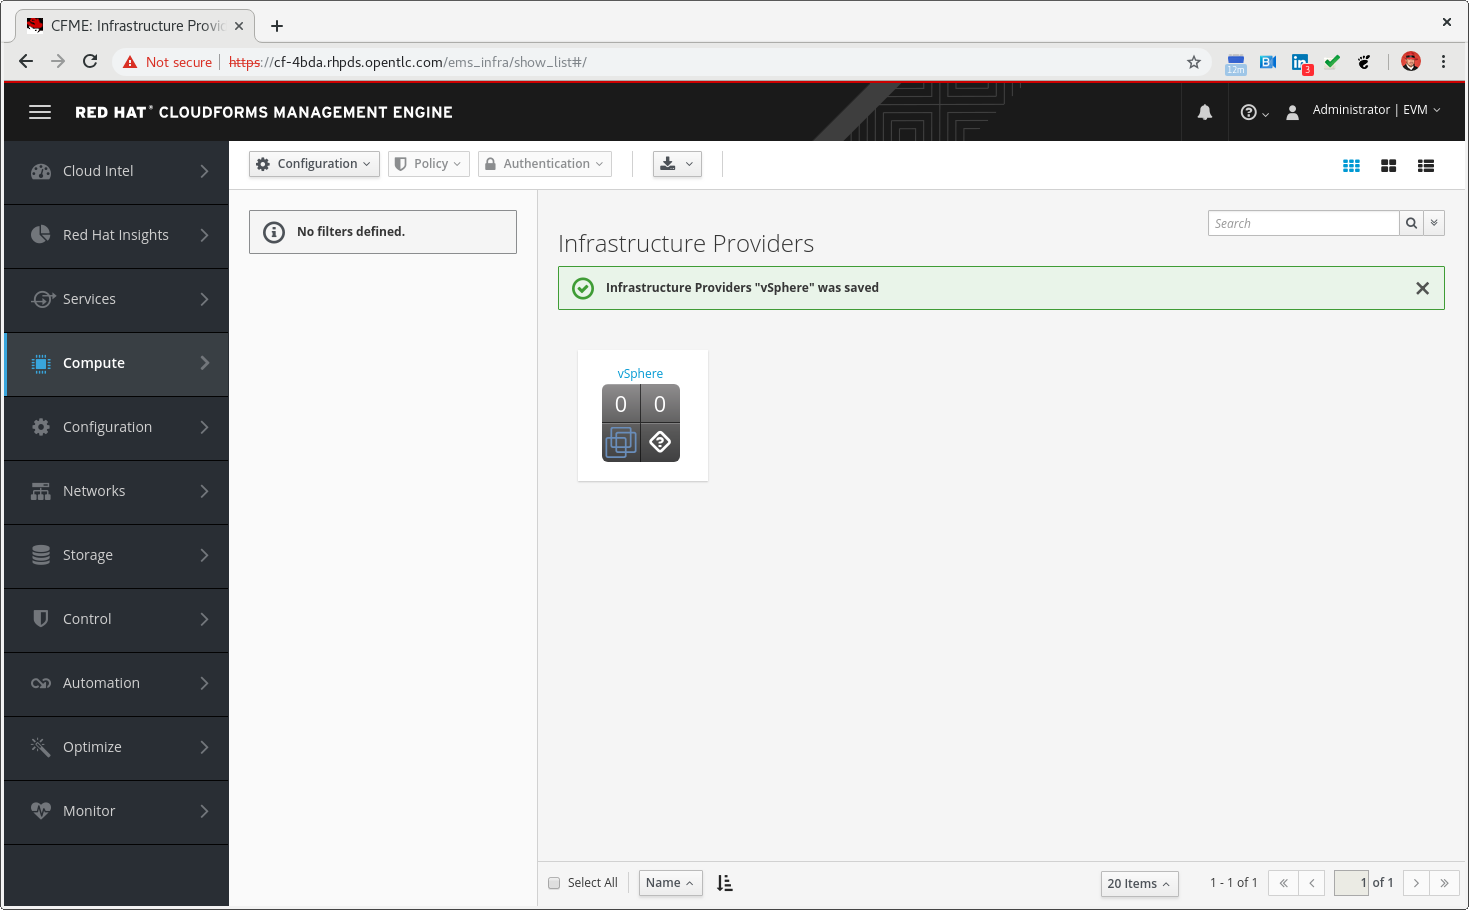 CFME: Infrastructure Provi
Not secure https://cf-4bda.rhpds.opentlc.com/ems_infra/show_list#/
12m
3
RED HAT® CLOUDFORMS MANAGEMENT ENGINE
Administrator | EVM
Cloud Intel
Red Hat Insights
Services
Compute
Configuration
Networks
Storage
Control
Automation
Optimize
Monitor
Configuration
Policy
Authentication
No filters defined.
Search
Infrastructure Providers
Infrastructure Providers "vSphere" was saved
vSphere
0 0
Select All
Name
20 Items
1 - 1 of 1
1 of 1